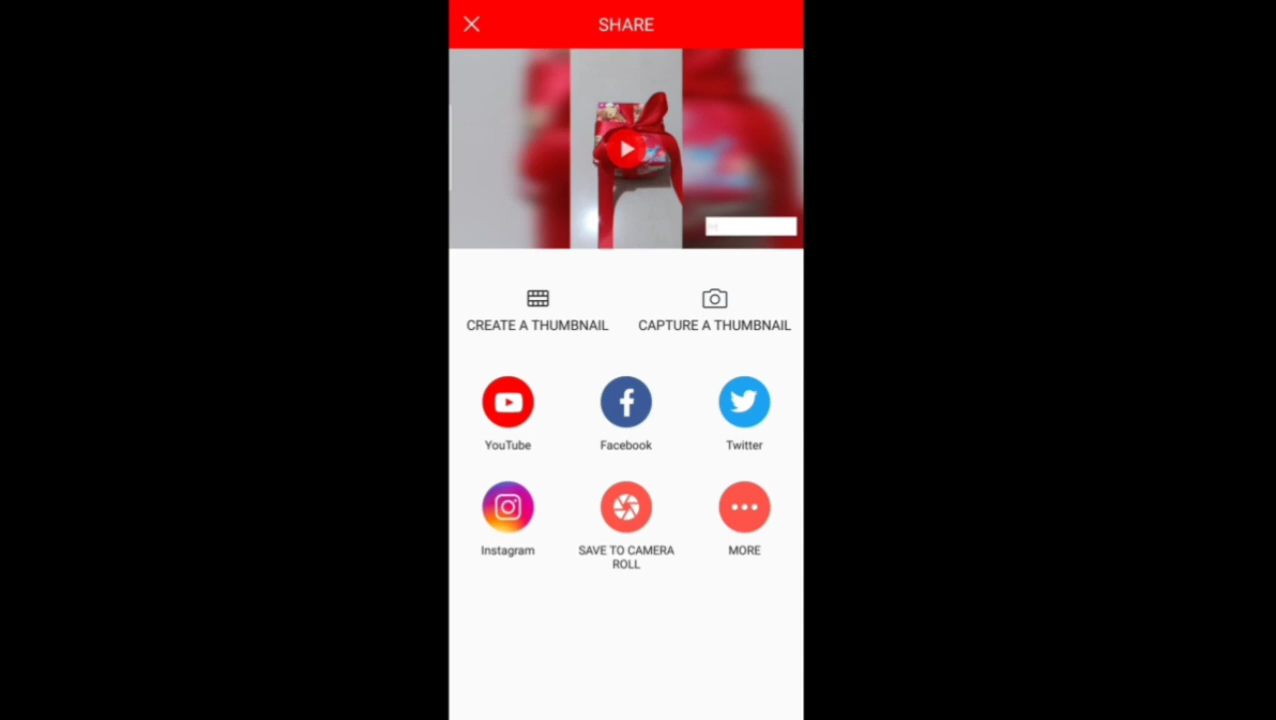 SHARE
CREATE A THUMBNAIL
CAPTURE A THUMBNAIL
YouTube
Facebook
Twitter
Instagram
SAVE TO CAMERA
ROLL
MORE